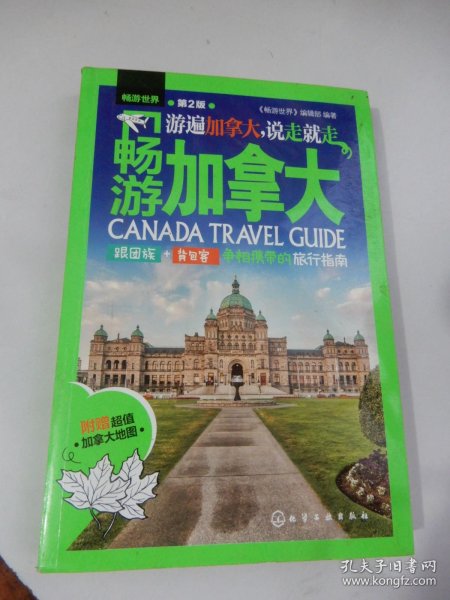 畅游世界
第2版
《畅游世界》编辑部 编著
游遍加拿大,说走就走
畅游加拿大
CANADA TRAVEL GUIDE
跟团族 + 背包客 争相携带的旅行指南
附赠超值
加拿大地图
化学工业出版社
孔夫子旧书网
www.kongfz.com